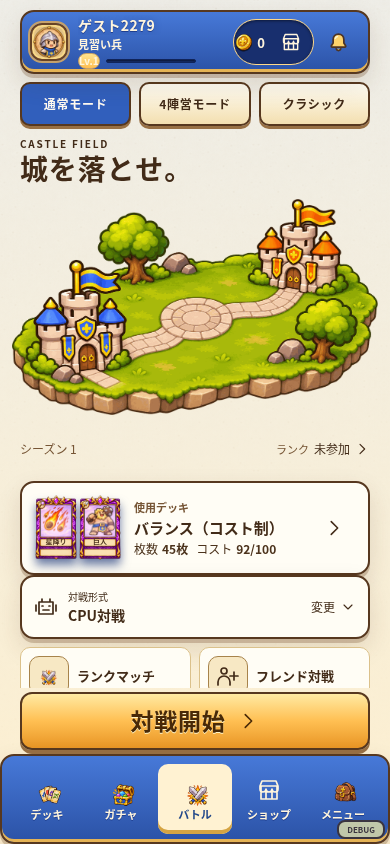 ゲスト2279
見習い兵
Lv.1
0
通常モード
4陣営モード
クラシック
CASTLE FIELD
城を落とせ。
シーズン 1
ランク 未参加
使用デッキ
バランス（コスト制）
枚数 45枚 コスト 92/100
星降り
巨人
対戦形式
CPU対戦
変更
ランクマッチ
フレンド対戦
対戦開始
デッキ
ガチャ
バトル
ショップ
メニュー
DEBUG